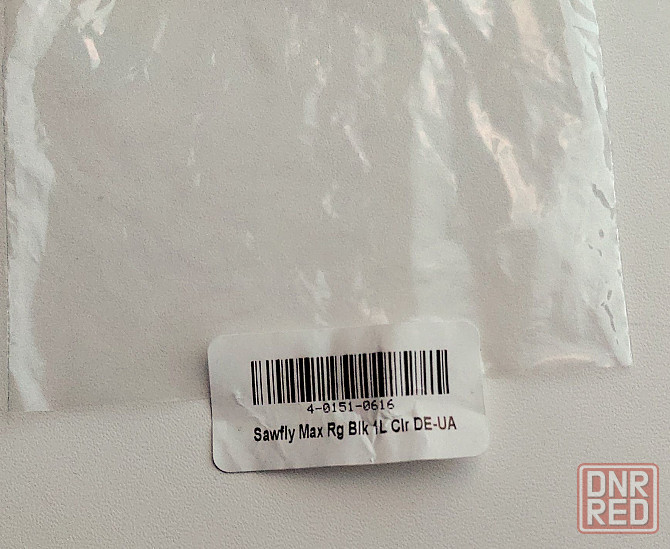 4-0151-0616
Sawfly Max Rg Blk 1L Clr DE-UA
DNR
RED